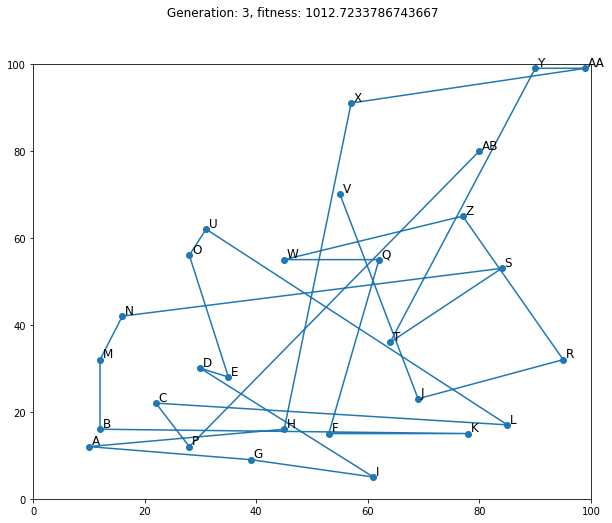 Generation: 3, fitness: 1012.7233786743667
100
Y AA
X
AB
80
V
Z
U
60
O W Q
S
N
40
T
M R
D
E
C J
20
L
B H F K
A P
G
I
0
0 20 40 60 80 100